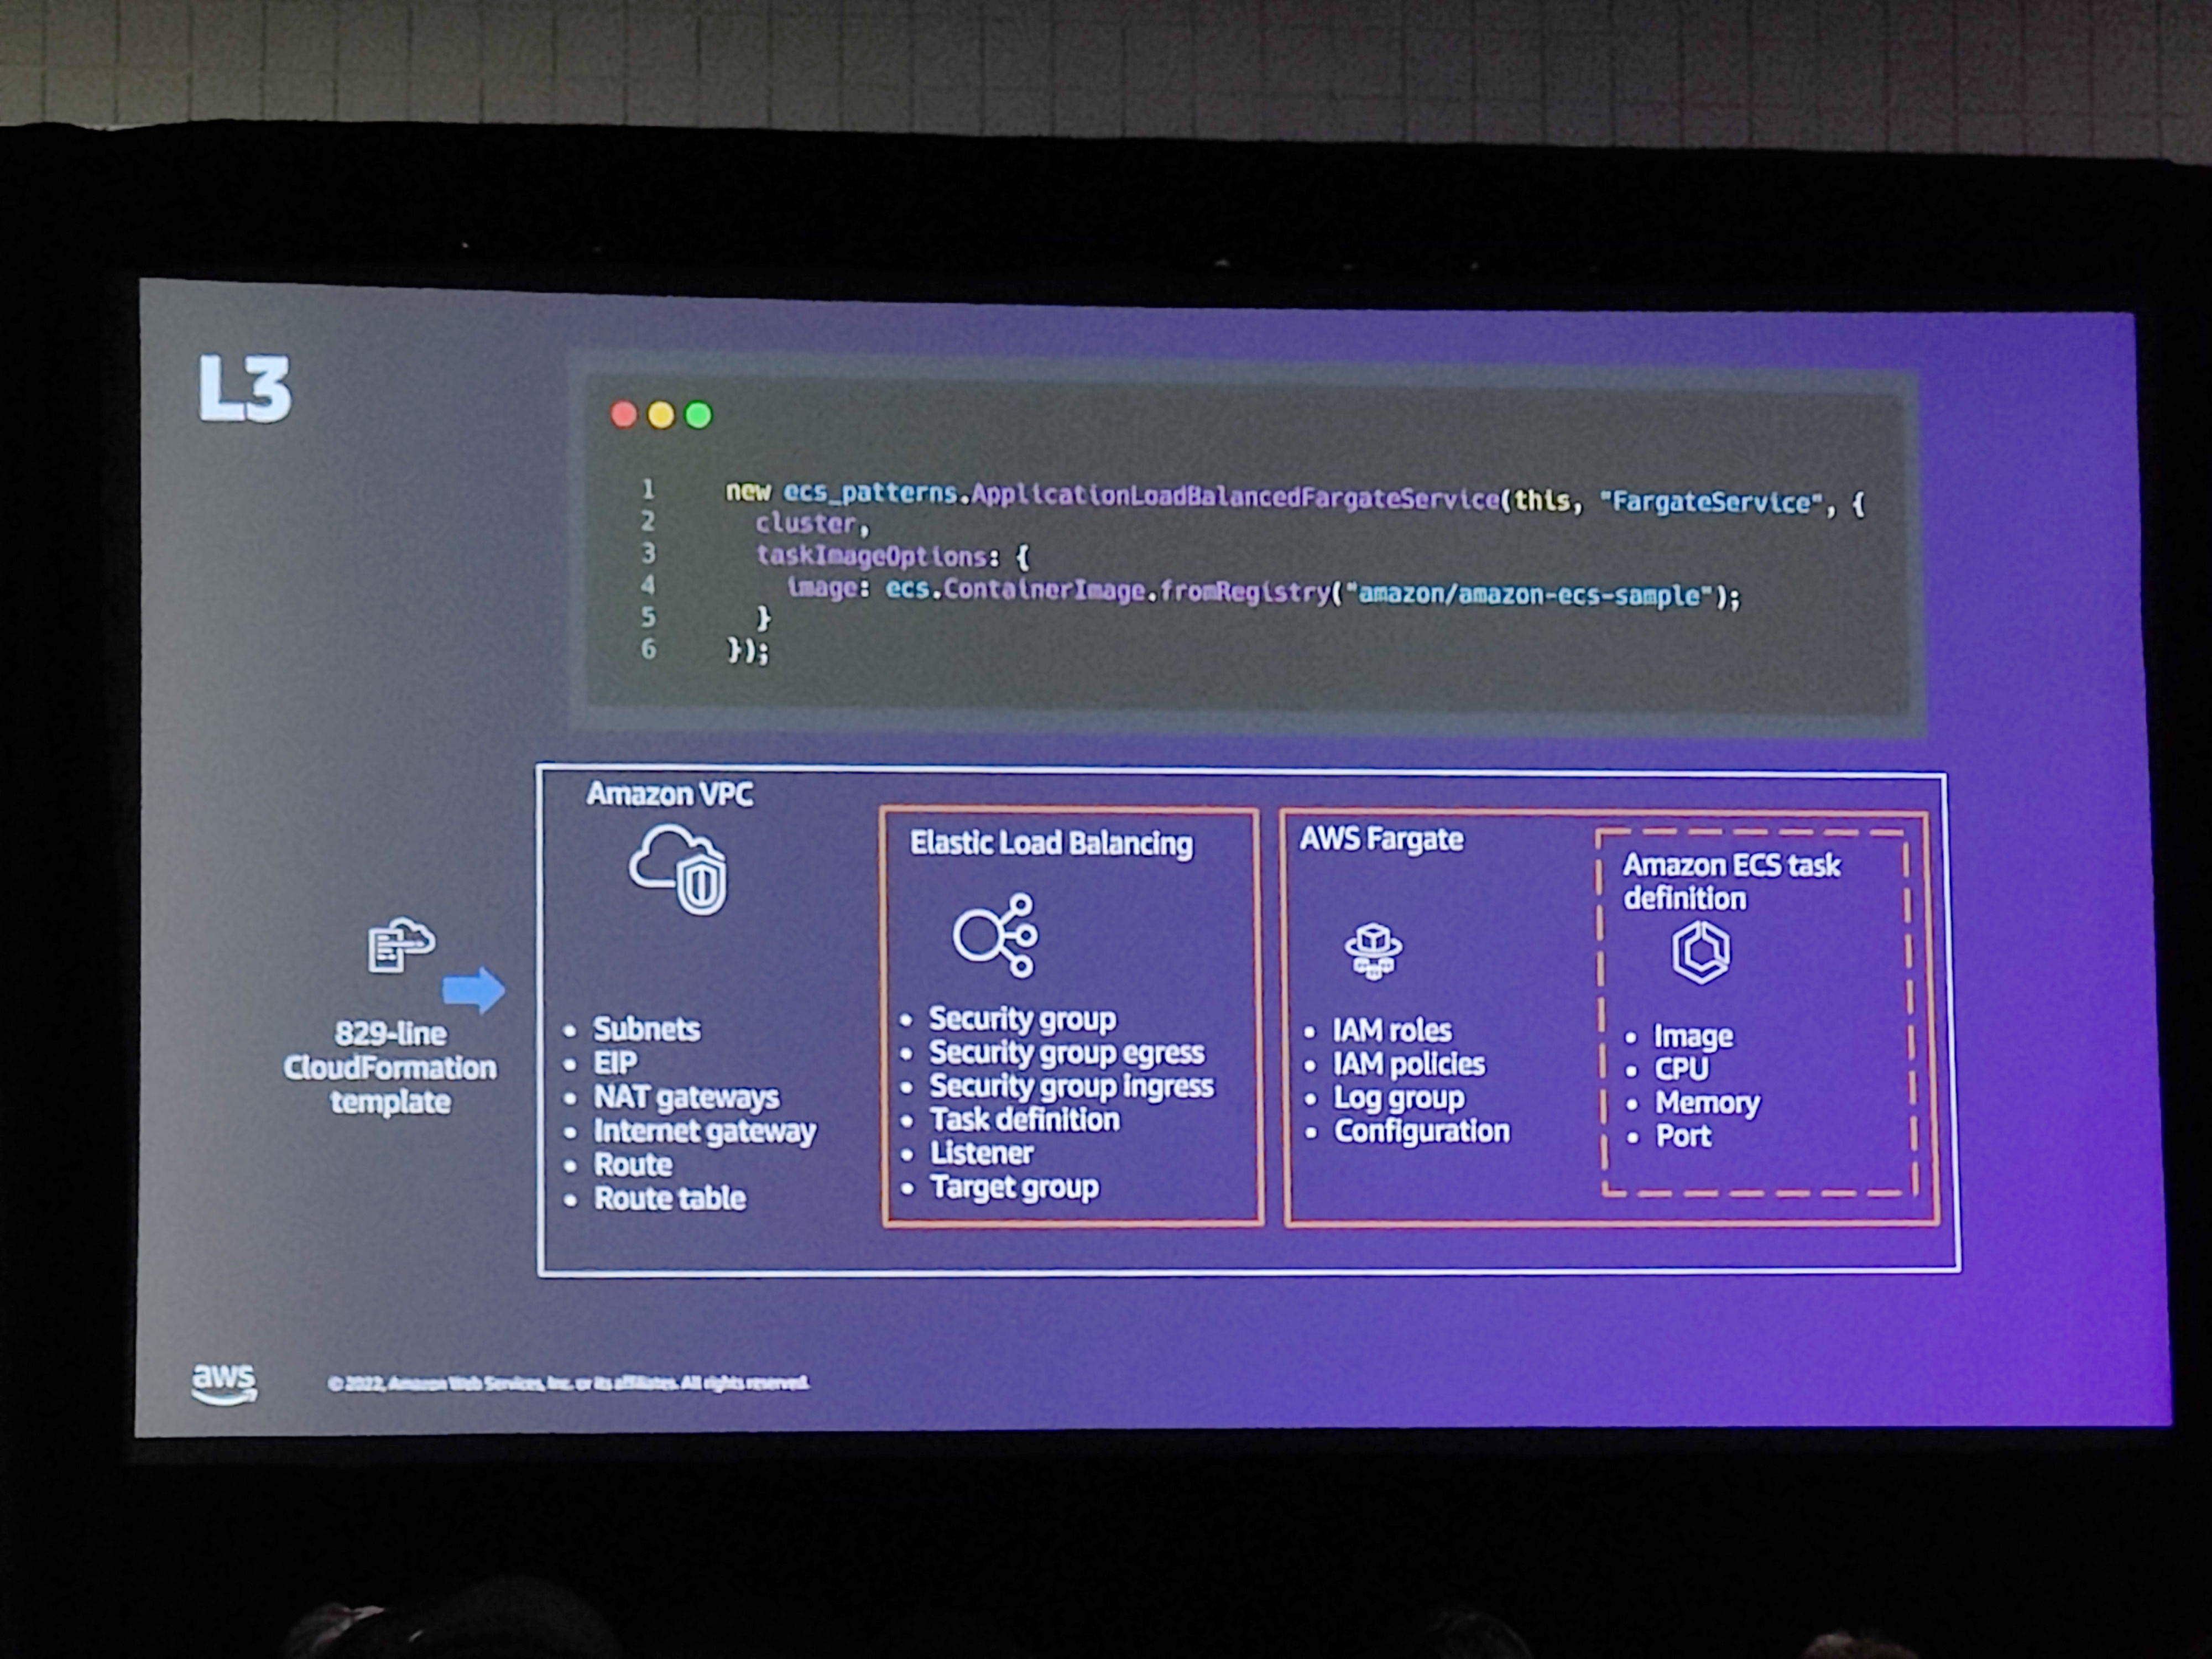 L3
1 new ecs_patterns.ApplicationLoadBalancedFargateService(this, "FargateService", {
2 cluster,
3 taskImageOptions: {
4 image: ecs.ContainerImage.fromRegistry("amazon/amazon-ecs-sample");
5 }
6 });
829-line
CloudFormation
template
Amazon VPC
• Subnets
• EIP
• NAT gateways
• Internet gateway
• Route
• Route table
Elastic Load Balancing
• Security group
• Security group egress
• Security group ingress
• Task definition
• Listener
• Target group
AWS Fargate
• IAM roles
• IAM policies
• Log group
• Configuration
Amazon ECS task
definition
• Image
• CPU
• Memory
• Port
aws
© 2022, Amazon Web Services, Inc. or its affiliates. All rights reserved.